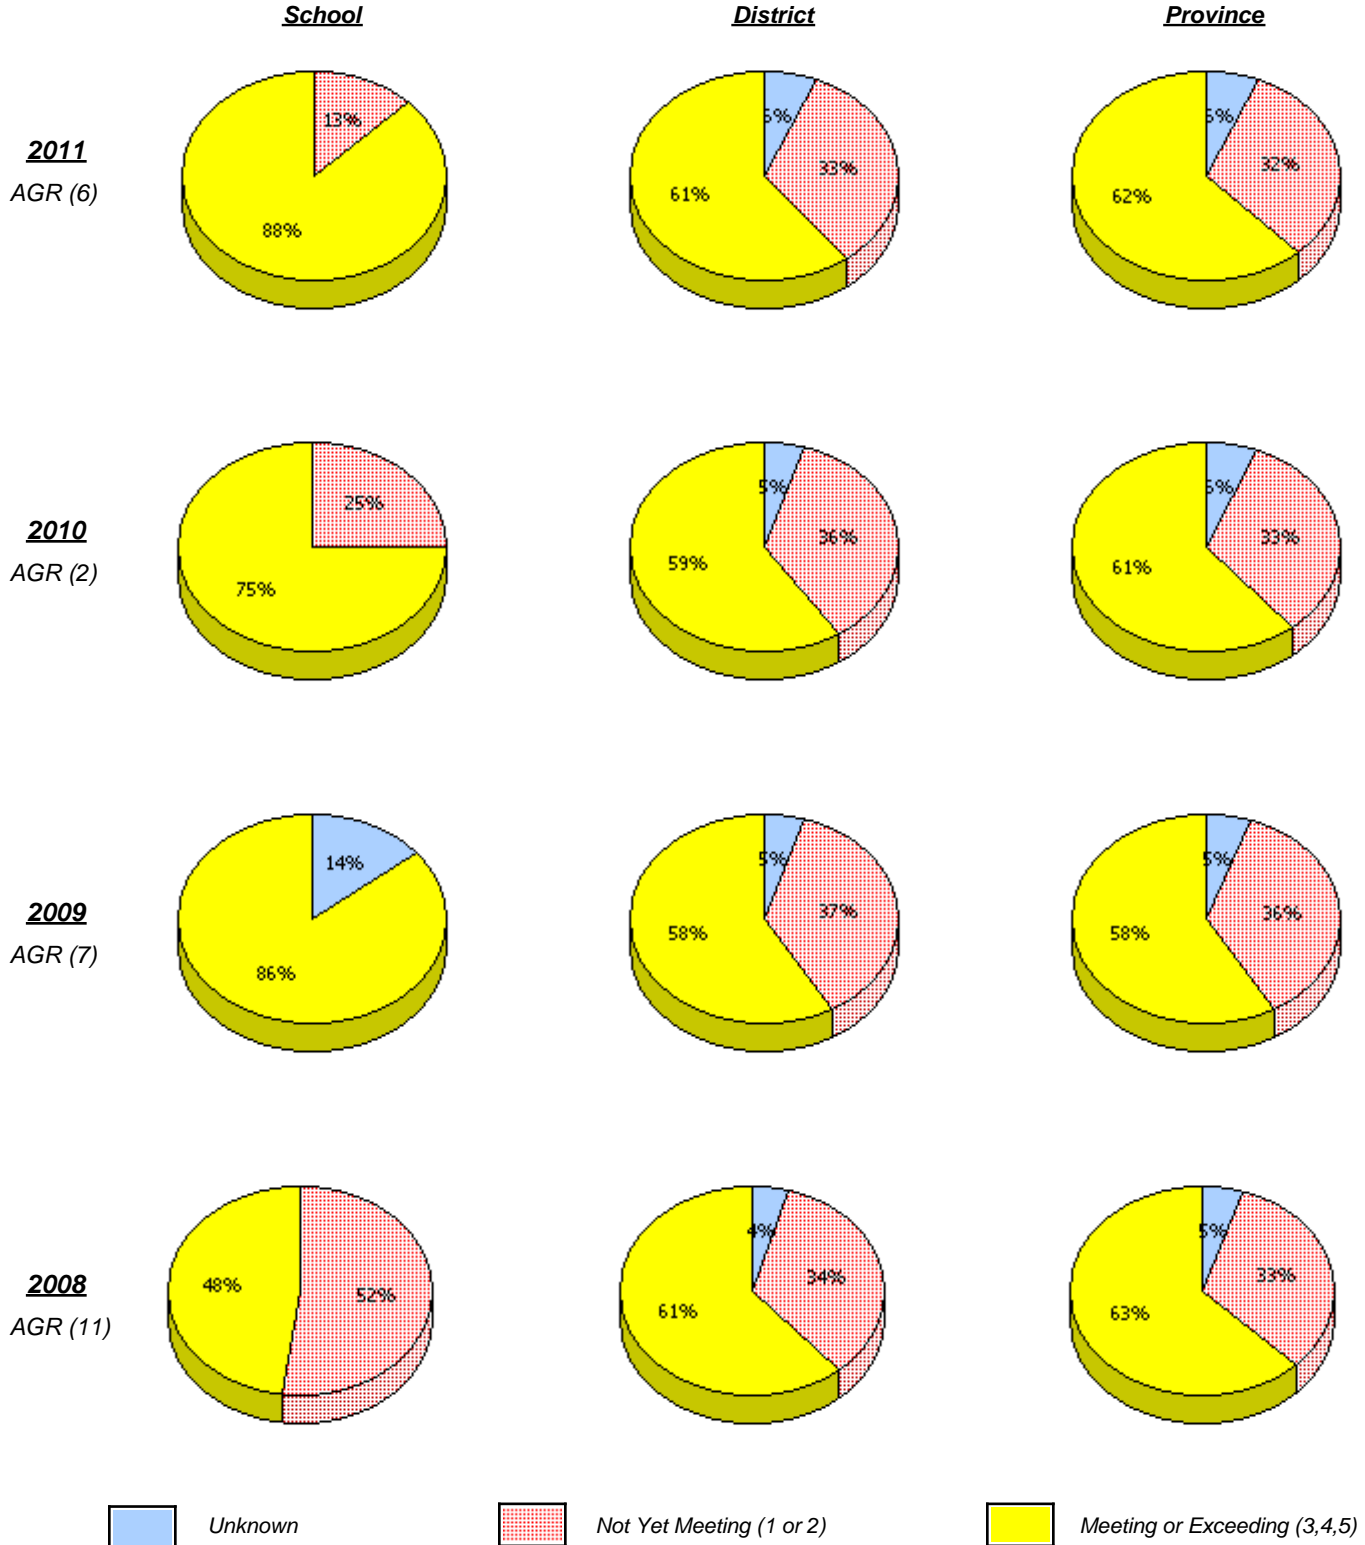 School District Province
13% 6% 6%
2011 33% 32%
AGR (6) 61% 62%
88%
25% 5% 6%
2010 36% 33%
AGR (2) 75% 59% 61%
14% 5% 5%
2009 37% 36%
AGR (7) 86% 58% 58%
4% 5%
2008 48% 52% 34% 33%
AGR (11) 61% 63%
Unknown Not Yet Meeting (1 or 2) Meeting or Exceeding (3,4,5)